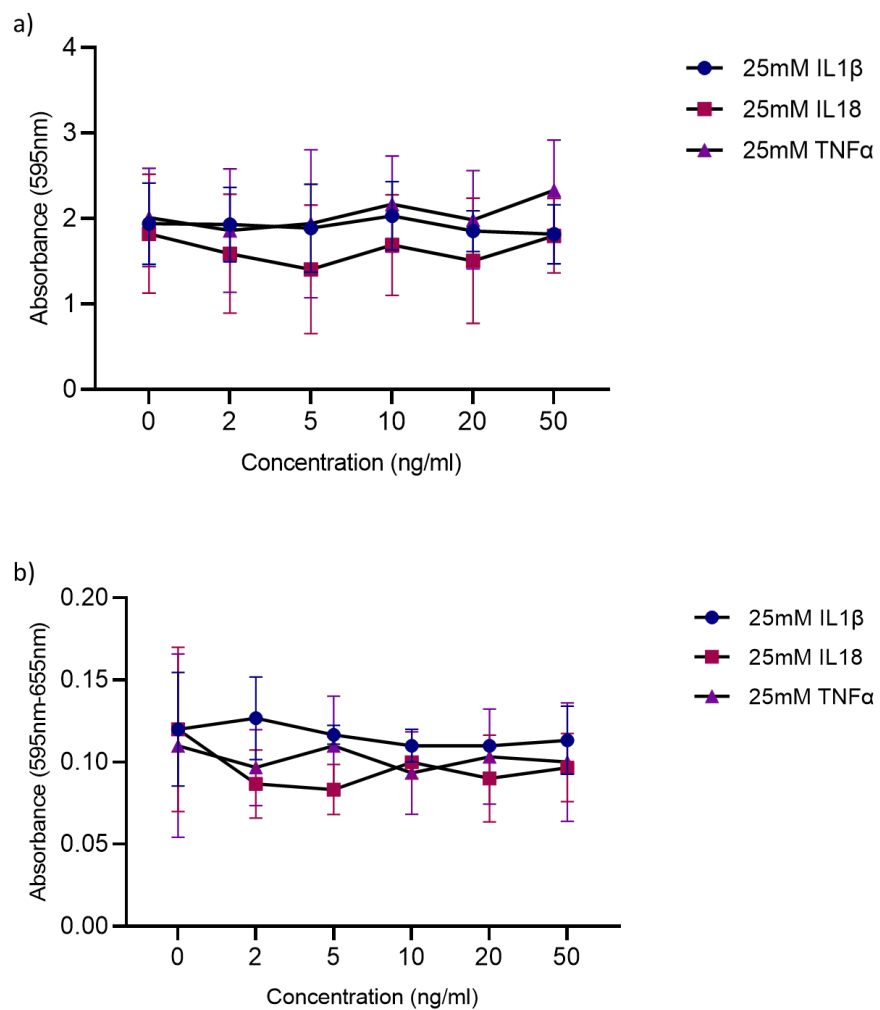 a)
4
3
2
1
0
Absorbance (595nm)
0 2 5 10 20 50
Concentration (ng/ml)
25mM IL1β
25mM IL18
25mM TNFα
b)
0.20
0.15
0.10
0.05
0.00
Absorbance (595nm-655nm)
0 2 5 10 20 50
Concentration (ng/ml)
25mM IL1β
25mM IL18
25mM TNFα